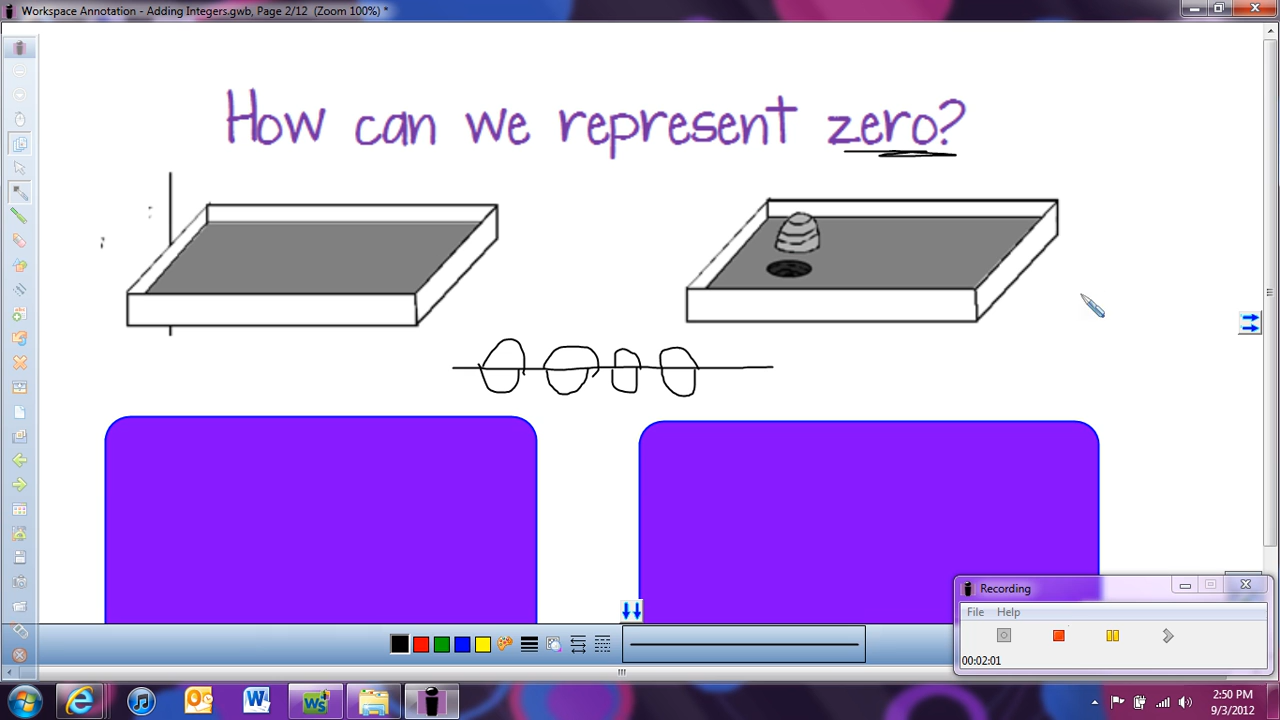 Workspace Annotation - Adding Integers.gwb, Page 2/12 (Zoom 100%) *
How can we represent zero?
Recording
File Help
00:02:01
2:50 PM
9/3/2012